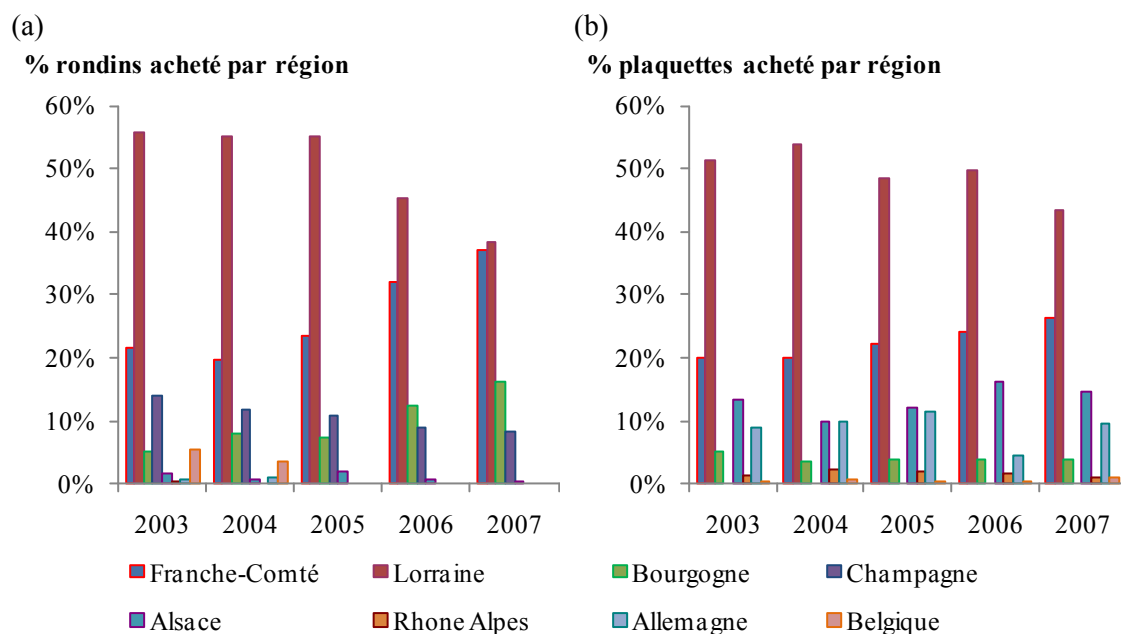 (a)
% rondins acheté par région
60%
50%
40%
30%
20%
10%
0%
2003 2004 2005 2006 2007
(b)
% plaquettes acheté par région
60%
50%
40%
30%
20%
10%
0%
2003 2004 2005 2006 2007
Franche-Comté Lorraine Bourgogne Champagne
Alsace Rhone Alpes Allemagne Belgique